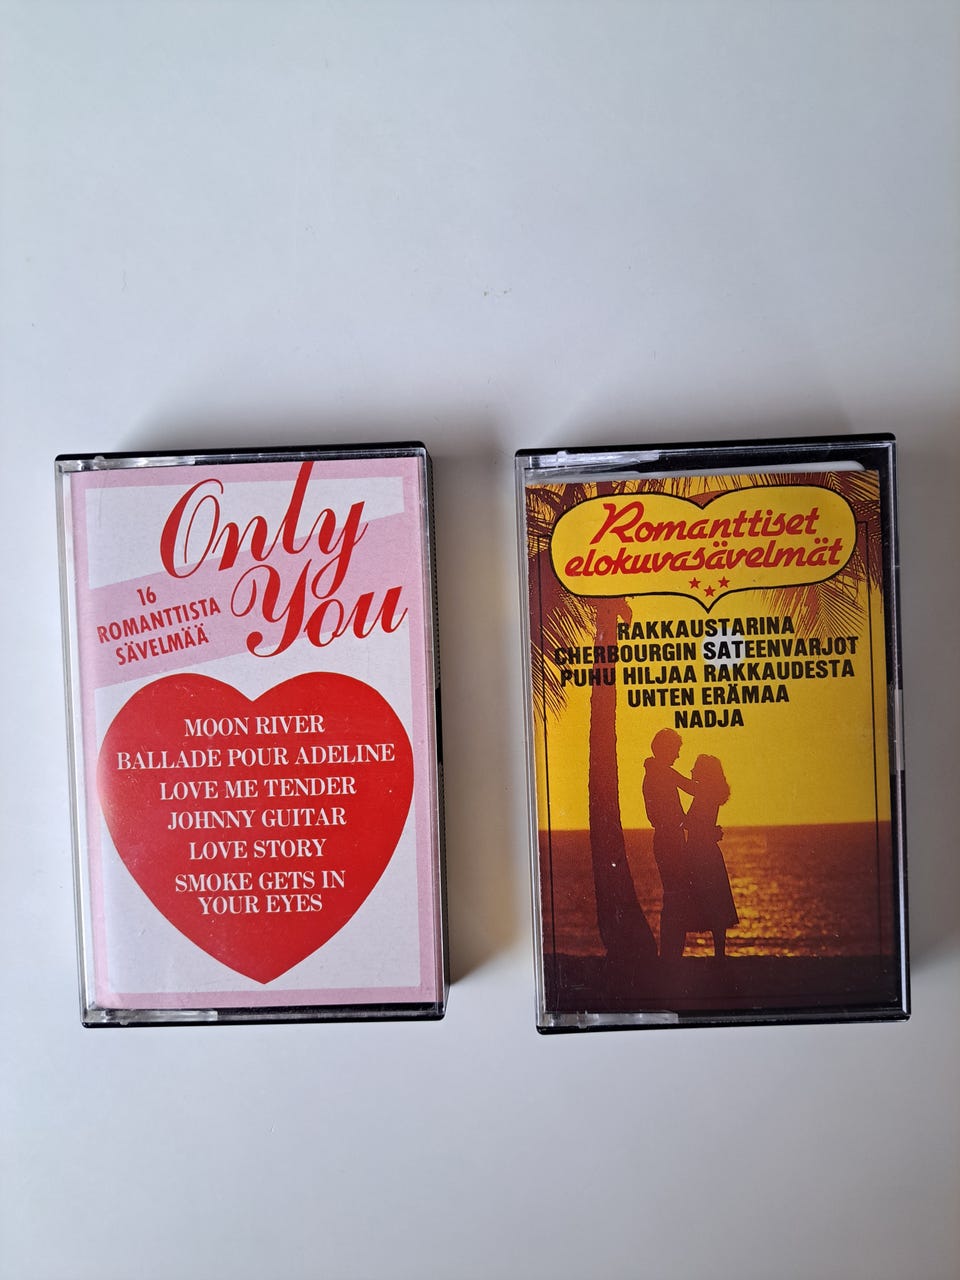 Only
You
16
ROMANTTISTA
SÄVELMÄÄ
MOON RIVER
BALLADE POUR ADELINE
LOVE ME TENDER
JOHNNY GUITAR
LOVE STORY
SMOKE GETS IN
YOUR EYES
Romanttiset
elokuvasävelmät
RAKKAUSTARINA
CHERBOURGIN SATEENVARJOT
PUHU HILJAA RAKKAUDESTA
UNTEN ERÄMAA
NADJA